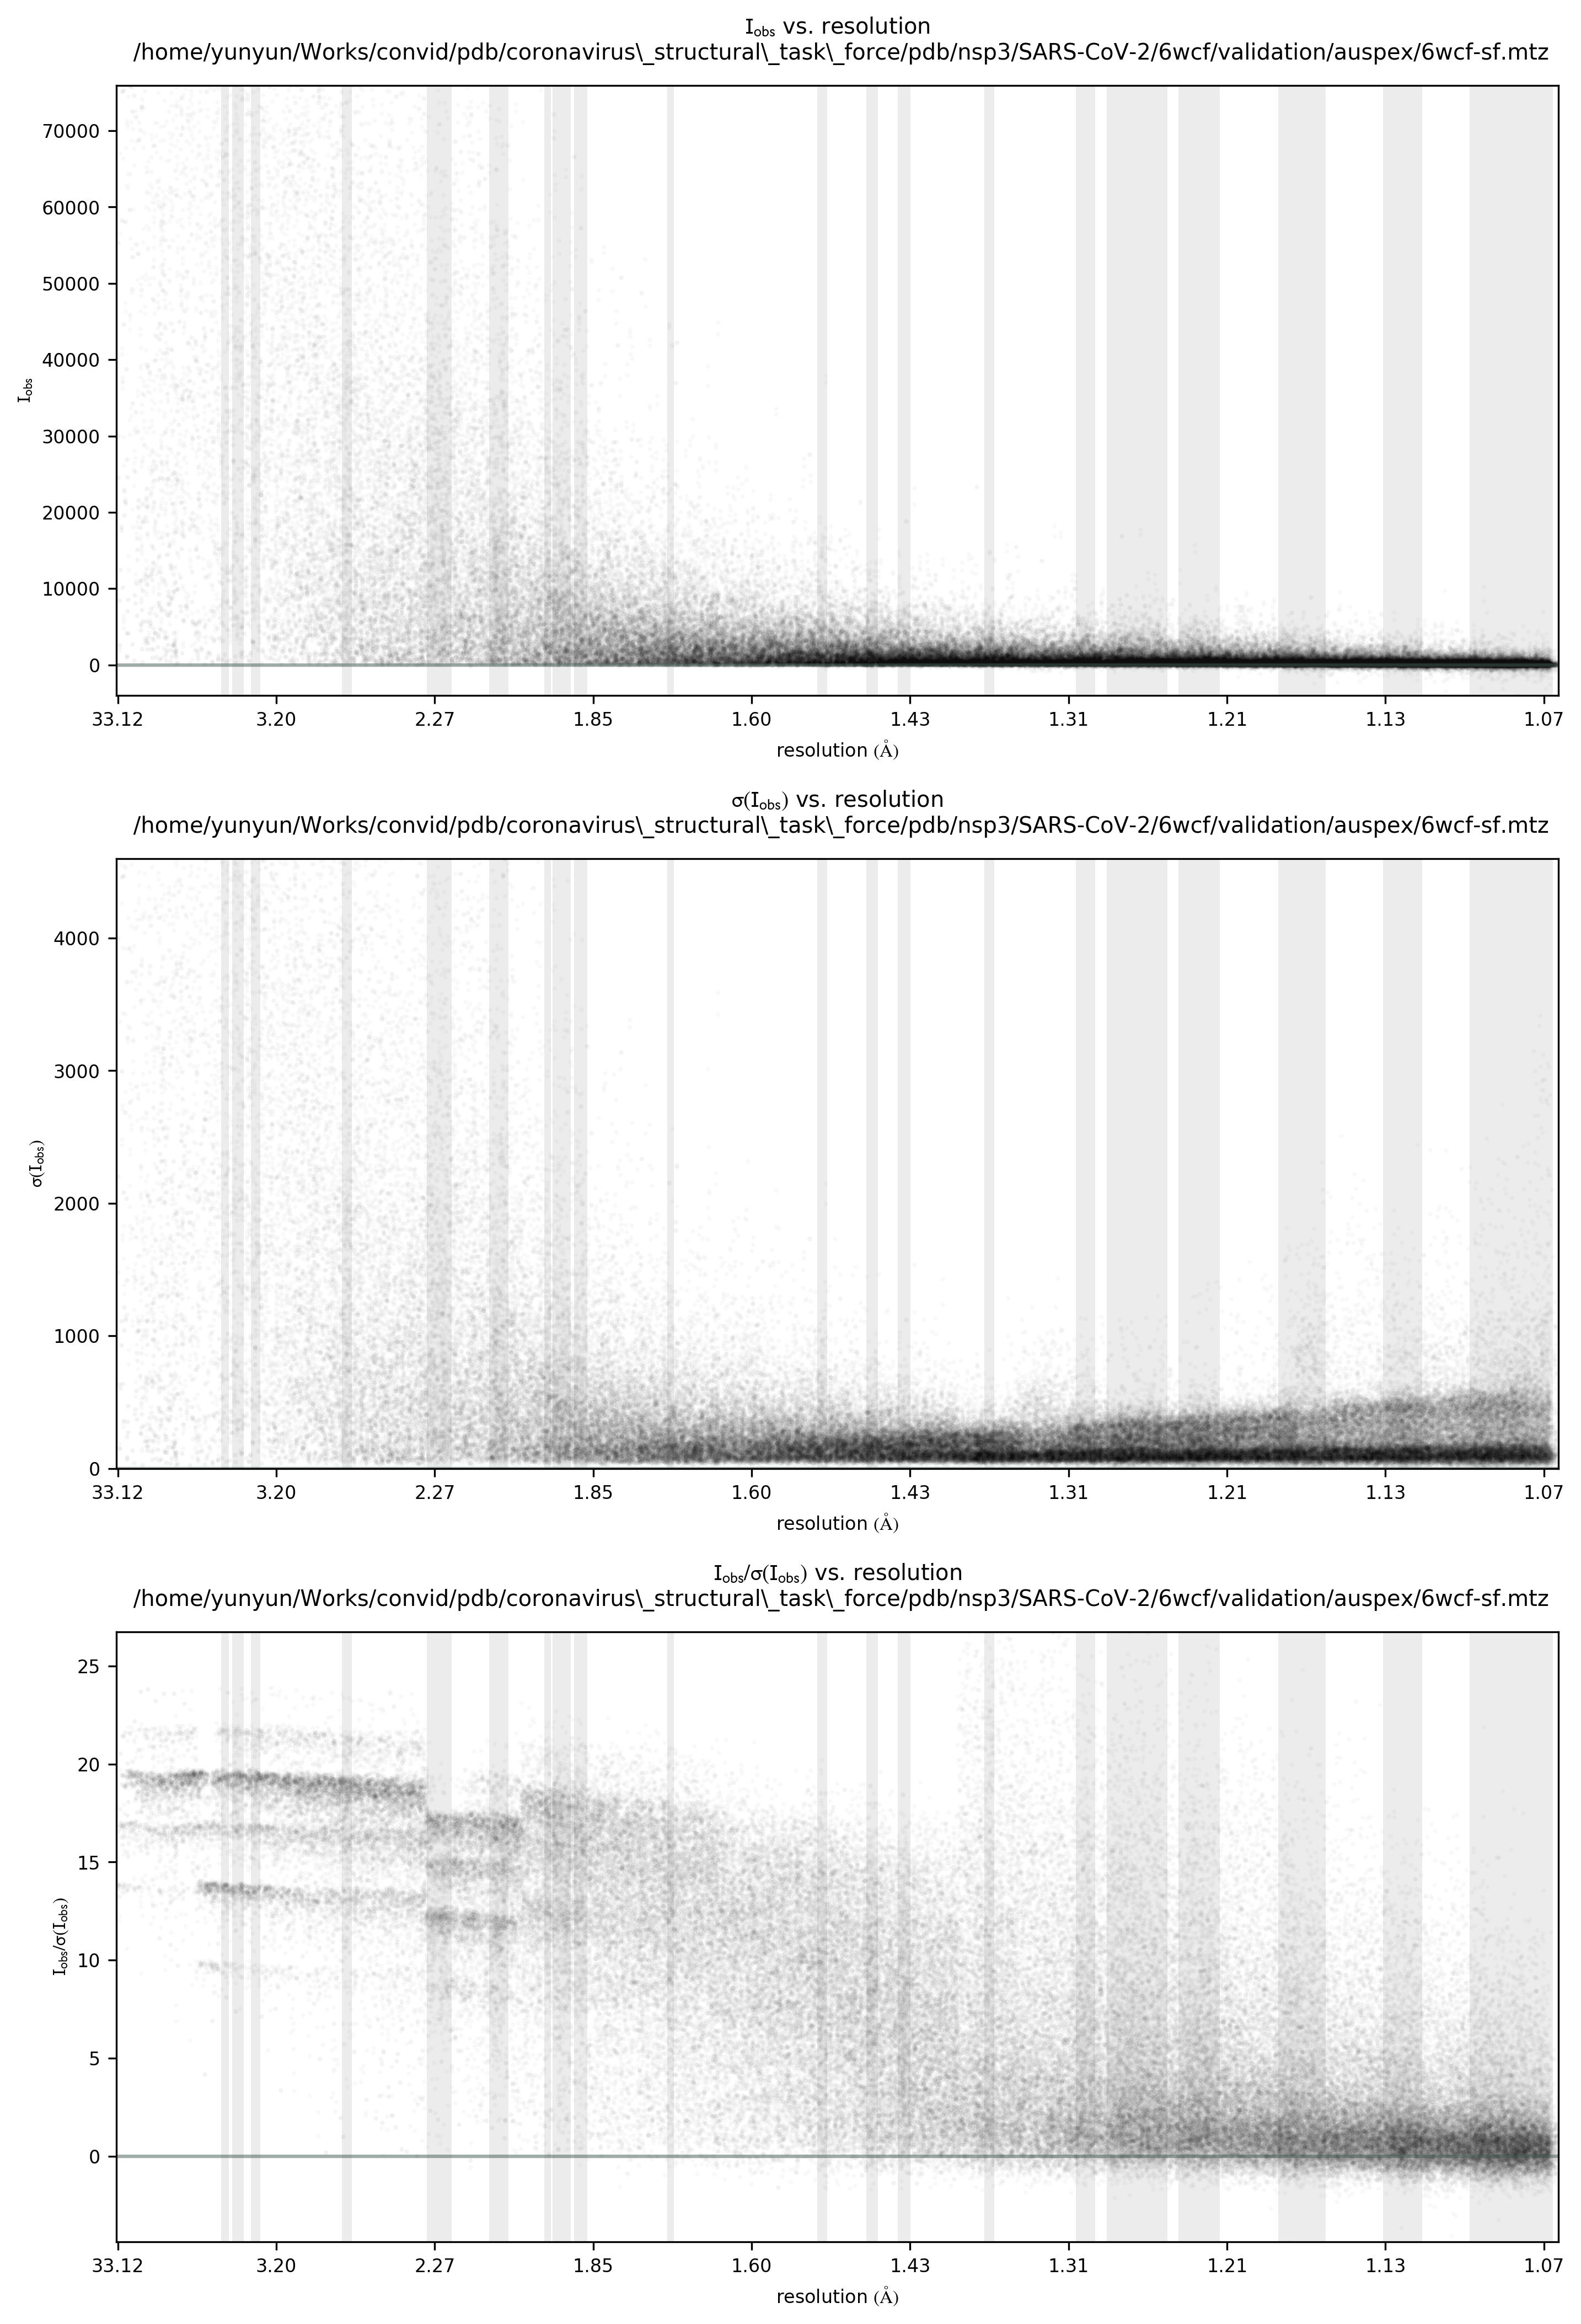 Iobs vs. resolution
/home/yunyun/Works/convid/pdb/coronavirus\_structural\_task\_force/pdb/nsp3/SARS-CoV-2/6wcf/validation/auspex/6wcf-sf.mtz
70000
60000
50000
40000
30000
20000
10000
0
Iobs
33.12 3.20 2.27 1.85 1.60 1.43 1.31 1.21 1.13 1.07
resolution (Å)
σ(Iobs) vs. resolution
/home/yunyun/Works/convid/pdb/coronavirus\_structural\_task\_force/pdb/nsp3/SARS-CoV-2/6wcf/validation/auspex/6wcf-sf.mtz
4000
3000
2000
1000
0
σ(Iobs)
33.12 3.20 2.27 1.85 1.60 1.43 1.31 1.21 1.13 1.07
resolution (Å)
Iobs/σ(Iobs) vs. resolution
/home/yunyun/Works/convid/pdb/coronavirus\_structural\_task\_force/pdb/nsp3/SARS-CoV-2/6wcf/validation/auspex/6wcf-sf.mtz
25
20
15
10
5
0
Iobs/σ(Iobs)
33.12 3.20 2.27 1.85 1.60 1.43 1.31 1.21 1.13 1.07
resolution (Å)